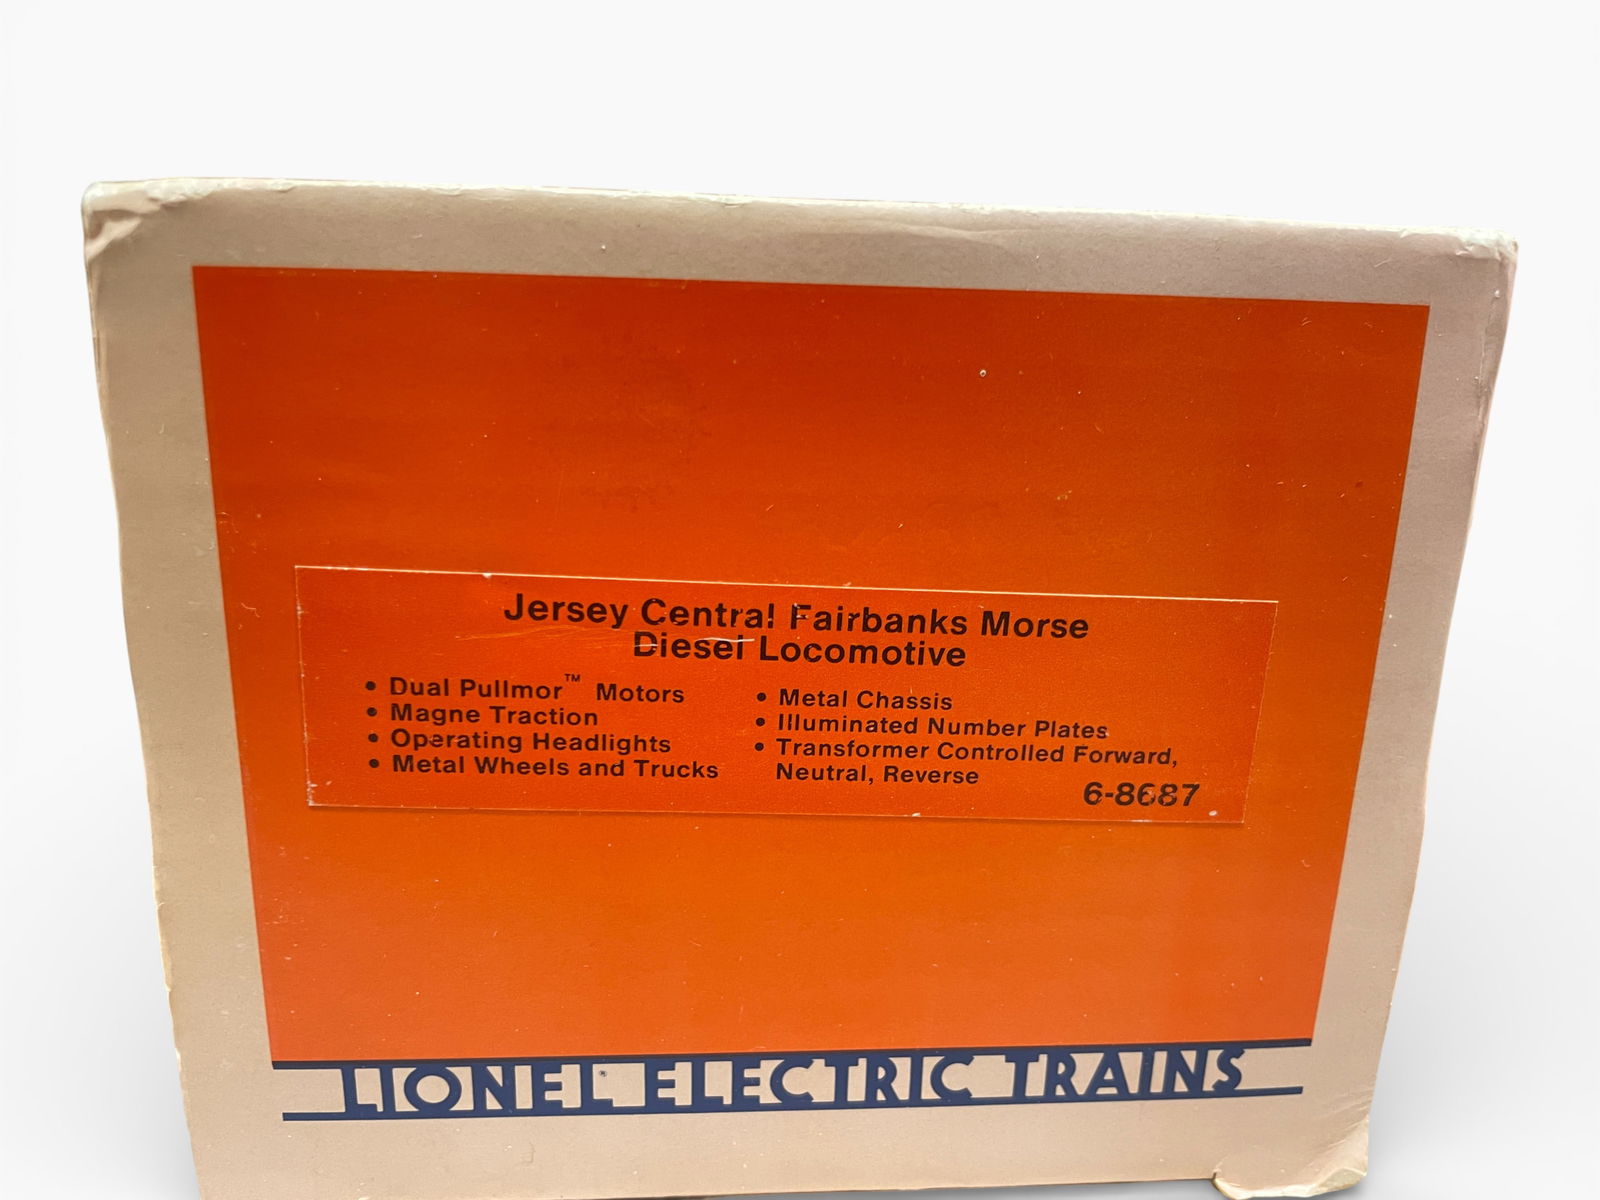 Jersey Central Fairbanks Morse
Diesel Locomotive
• Dual Pullmor™ Motors
• Magne Traction
• Operating Headlights
• Metal Wheels and Trucks
• Metal Chassis
• Illuminated Number Plates
• Transformer Controlled Forward,
Neutral, Reverse
6-8687
LIONEL® ELECTRIC TRAINS